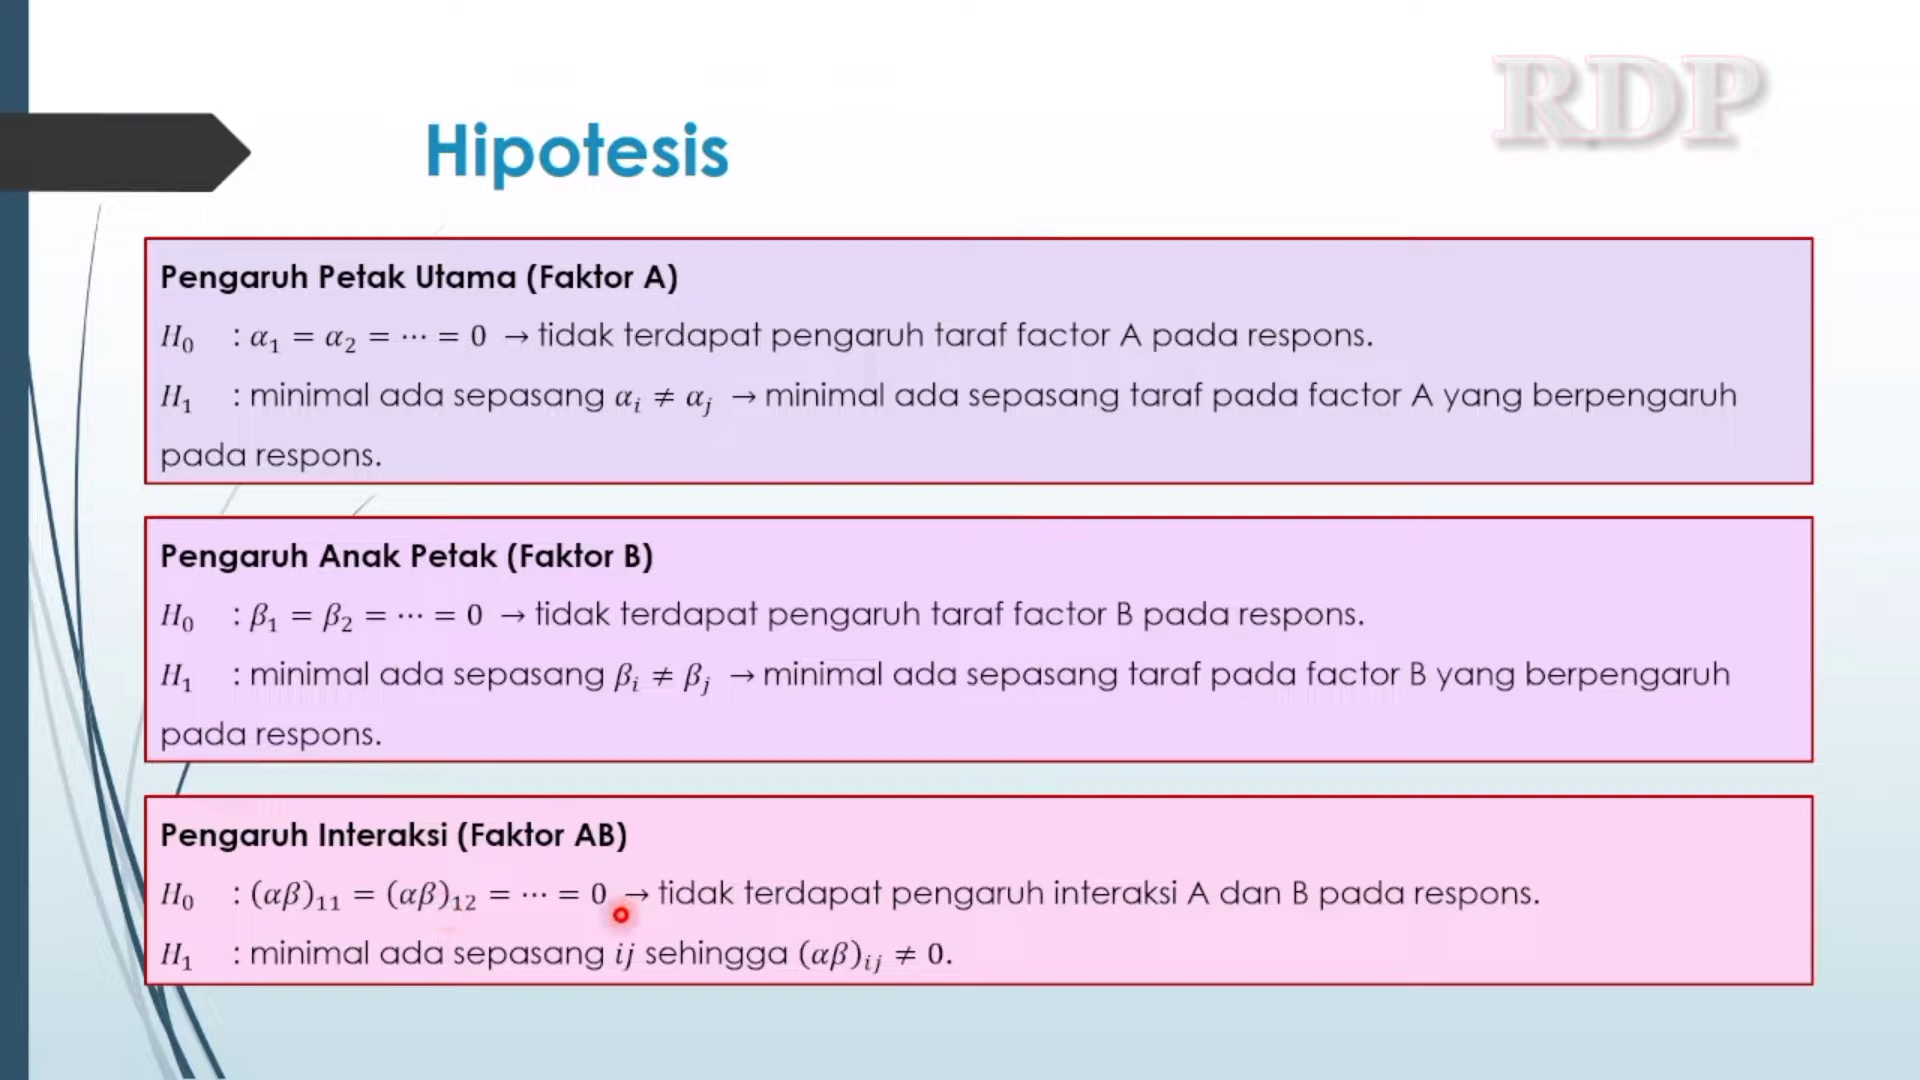 RDP
Hipotesis
Pengaruh Petak Utama (Faktor A)
H₀ : α₁ = α₂ = ⋯ = 0 → tidak terdapat pengaruh taraf factor A pada respons.
H₁ : minimal ada sepasang αᵢ ≠ αⱼ → minimal ada sepasang taraf pada factor A yang berpengaruh
pada respons.
Pengaruh Anak Petak (Faktor B)
H₀ : β₁ = β₂ = ⋯ = 0 → tidak terdapat pengaruh taraf factor B pada respons.
H₁ : minimal ada sepasang βᵢ ≠ βⱼ → minimal ada sepasang taraf pada factor B yang berpengaruh
pada respons.
Pengaruh Interaksi (Faktor AB)
H₀ : (αβ)₁₁ = (αβ)₁₂ = ⋯ = 0 → tidak terdapat pengaruh interaksi A dan B pada respons.
H₁ : minimal ada sepasang ij sehingga (αβ)ᵢⱼ ≠ 0.